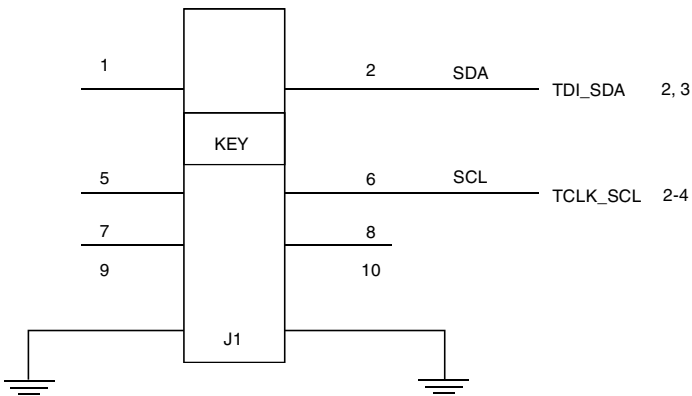 1 2 SDA
TDI_SDA 2, 3
KEY
5 6 SCL
TCLK_SCL 2-4
7 8
9 10
J1